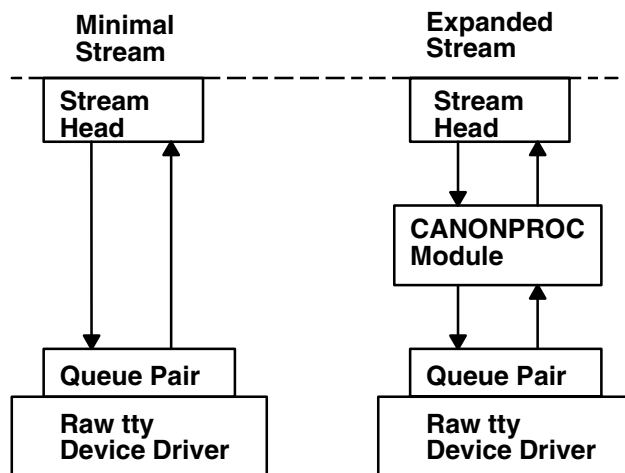 Minimal
Stream
Stream
Head
Queue Pair
Raw tty
Device Driver
Expanded
Stream
Stream
Head
CANONPROC
Module
Queue Pair
Raw tty
Device Driver